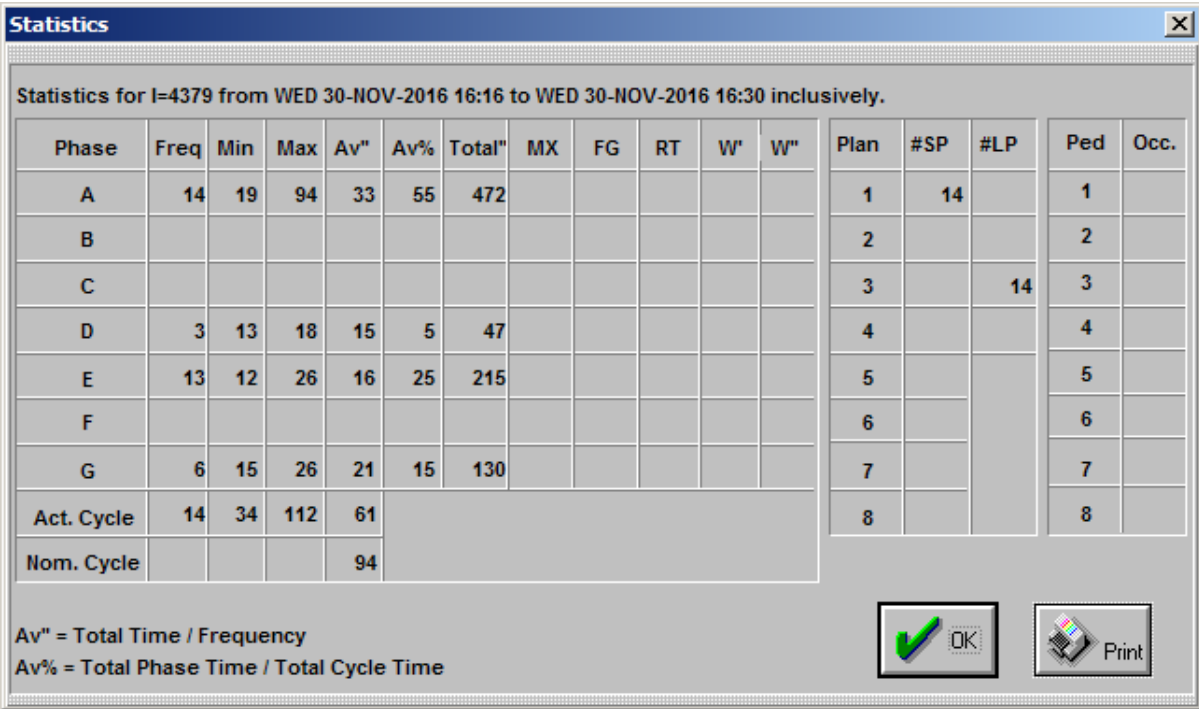 Statistics
Statistics for I=4379 from WED 30-NOV-2016 16:16 to WED 30-NOV-2016 16:30 inclusively.
Phase Freq Min Max Av" Av% Total" MX FG RT W' W" Plan #SP #LP Ped Occ.
A 14 19 94 33 55 472 1 14 1
B 2 2
C 3 14 3
D 3 13 18 15 5 47 4 4
E 13 12 26 16 25 215 5 5
F 6 6
G 6 15 26 21 15 130 7 7
Act. Cycle 14 34 112 61 8 8
Nom. Cycle 94
Av" = Total Time / Frequency
Av% = Total Phase Time / Total Cycle Time
OK
Print